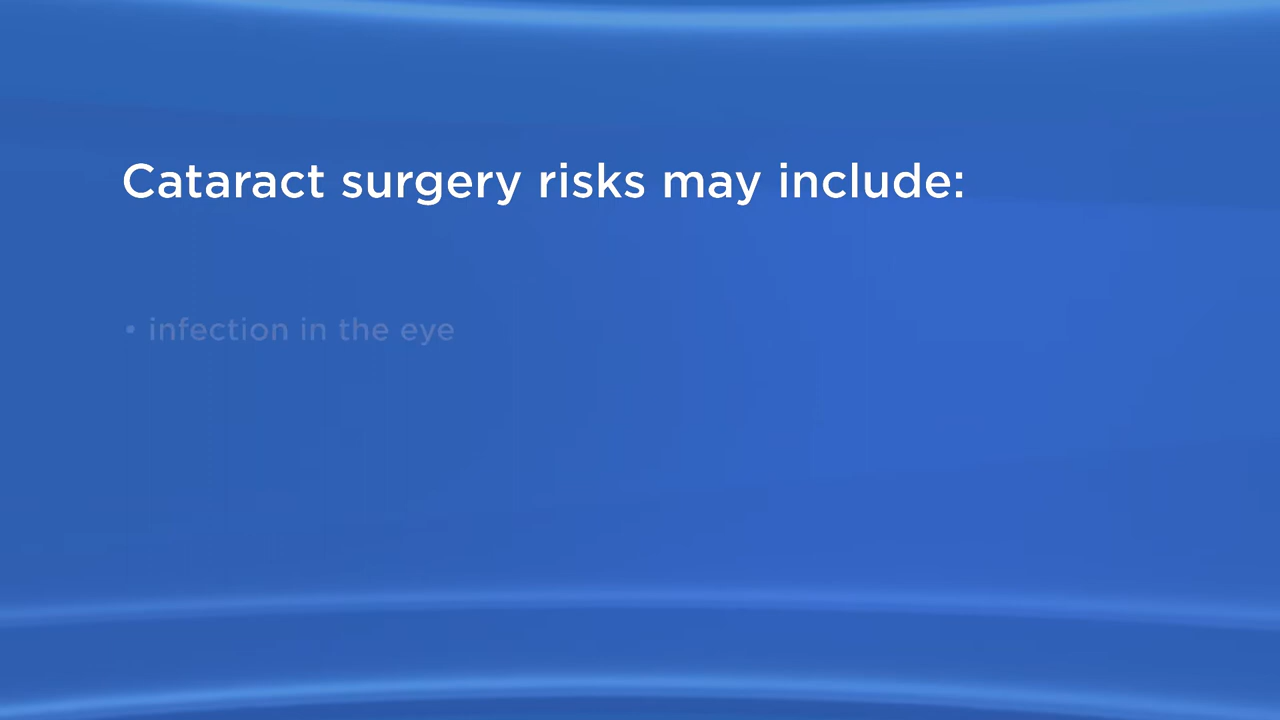 Cataract surgery risks may include:
• infection in the eye